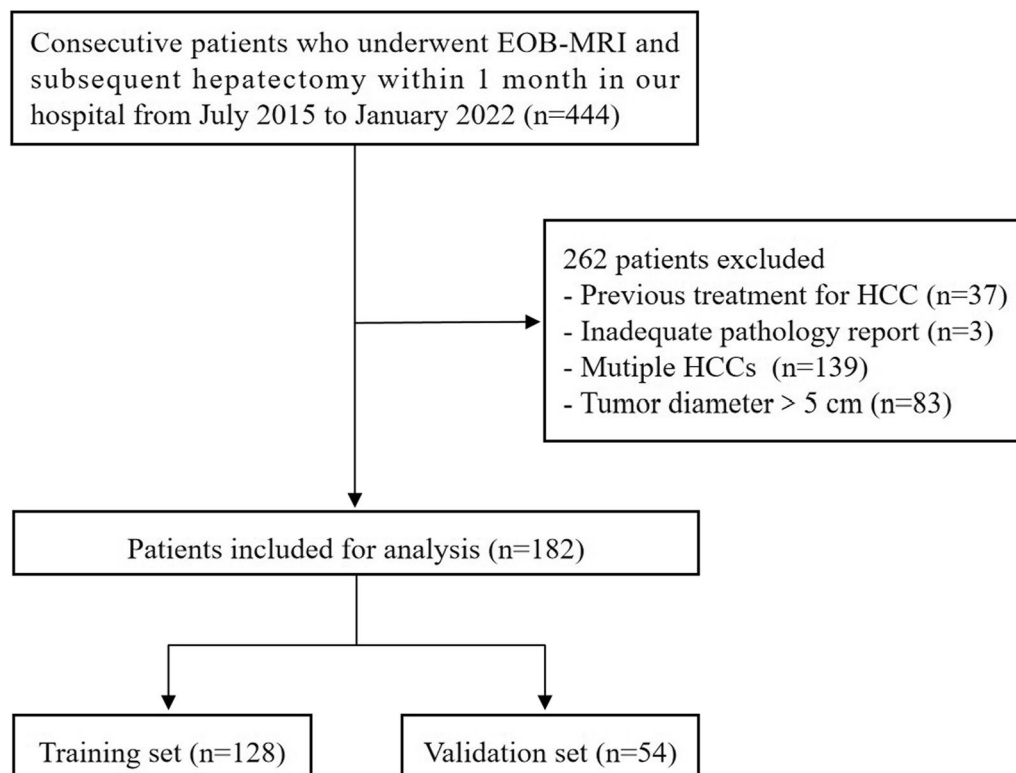 Consecutive patients who underwent EOB-MRI and
subsequent hepatectomy within 1 month in our
hospital from July 2015 to January 2022 (n=444)
262 patients excluded
- Previous treatment for HCC (n=37)
- Inadequate pathology report (n=3)
- Mutiple HCCs (n=139)
- Tumor diameter > 5 cm (n=83)
Patients included for analysis (n=182)
Training set (n=128)
Validation set (n=54)